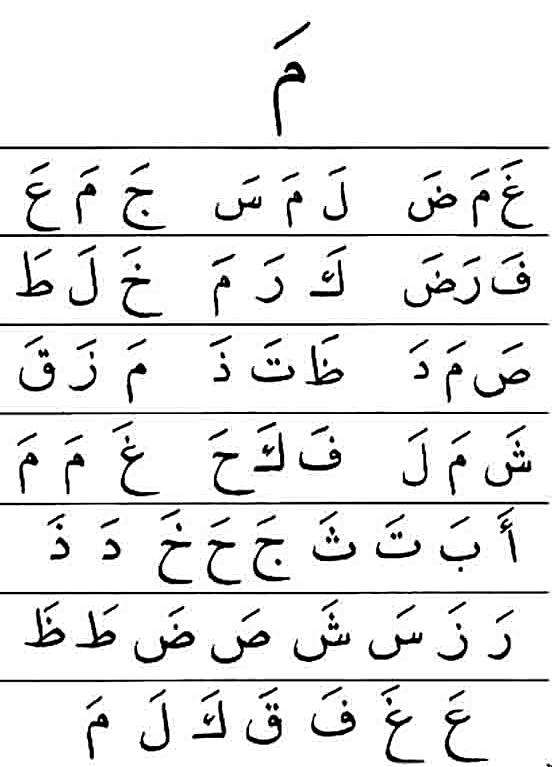 مَ
غَ مَ ضَ لَ مَ سَ جَ مَ عَ
فَ رَ ضَ كَ رَ مَ خَ لَ طَ
صَ مَ دَ ظَ تَ ذَ مَ زَ قَ
شَ مَ لَ فَ كَ حَ غَ مَ مَ
أَ بَ تَ ثَ جَ حَ خَ دَ ذَ
رَ زَ سَ شَ صَ ضَ طَ ظَ
عَ غَ فَ قَ كَ لَ مَ